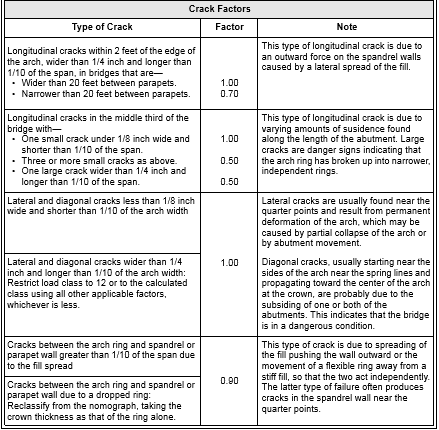 Crack Factors
Type of Crack
Factor
Note
Longitudinal cracks within 2 feet of the edge of
the arch, wider than 1/4 inch and longer than
1/10 of the span, in bridges that are—
• Wider than 20 feet between parapets.
• Narrower than 20 feet between parapets.
1.00
0.70
This type of longitudinal crack is due to
an outward force on the spandrel walls
caused by a lateral spread of the fill.
Longitudinal cracks in the middle third of the
bridge with—
• One small crack under 1/8 inch wide and
shorter than 1/10 of the span.
• Three or more small cracks as above.
• One large crack wider than 1/4 inch and
longer than 1/10 of the span.
1.00
0.50
0.50
This type of longitudinal crack is due to
varying amounts of susidence found
along the length of the abutment. Large
cracks are danger signs indicating that
the arch ring has broken up into narrower,
independent rings.
Lateral and diagonal cracks less than 1/8 inch
wide and shorter than 1/10 of the arch width
Lateral and diagonal cracks wider than 1/4
inch and longer than 1/10 of the arch width:
Restrict load class to 12 or to the calculated
class using all other applicable factors,
whichever is less.
1.00
Lateral cracks are usually found near the
quarter points and result from permanent
deformation of the arch, which may be
caused by partial collapse of the arch or
by abutment movement.
Diagonal cracks, usually starting near the
sides of the arch near the spring lines and
propagating toward the center of the arch
at the crown, are probably due to the
subsiding of one or both of the
abutments. This indicates that the bridge
is in a dangerous condition.
Cracks between the arch ring and spandrel or
parapet wall greater than 1/10 of the span due
to the fill spread
Cracks between the arch ring and spandrel or
parapet wall due to a dropped ring:
Reclassify from the nomograph, taking the
crown thickness as that of the ring alone.
0.90
This type of crack is due to spreading of
the fill pushing the wall outward or the
movement of a flexible ring away from a
stiff fill, so that the two act independently.
The latter type of failure often produces
cracks in the spandrel wall near the
quarter points.